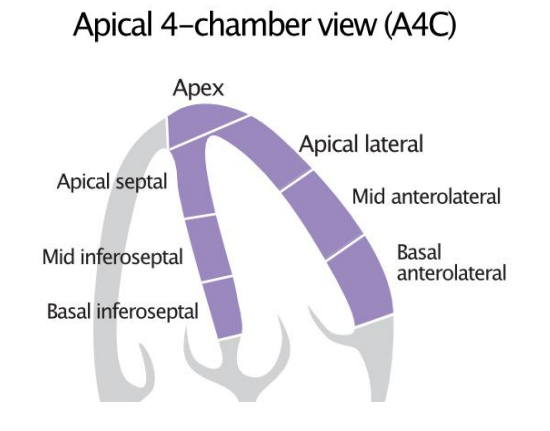 Apical 4-chamber view (A4C)
Apex
Apical lateral
Apical septal
Mid anterolateral
Mid inferoseptal
Basal
anterolateral
Basal inferoseptal